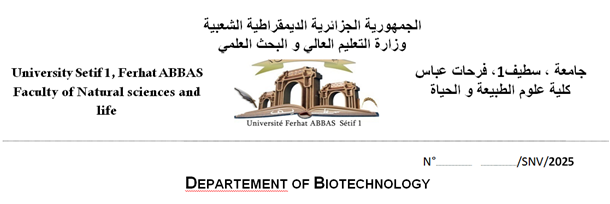 الجمهورية الجزائرية الديمقراطية الشعبية
وزارة التعليم العالي و البحث العلمي
University Setif 1, Ferhat ABBAS
Faculty of Natural sciences and
life
جامعة ، سطيف1، فرحات عباس
كلية علوم الطبيعة و الحياة
Université Ferhat ABBAS Sétif 1
N° /SNV/2025
DEPARTEMENT OF BIOTECHNOLOGY